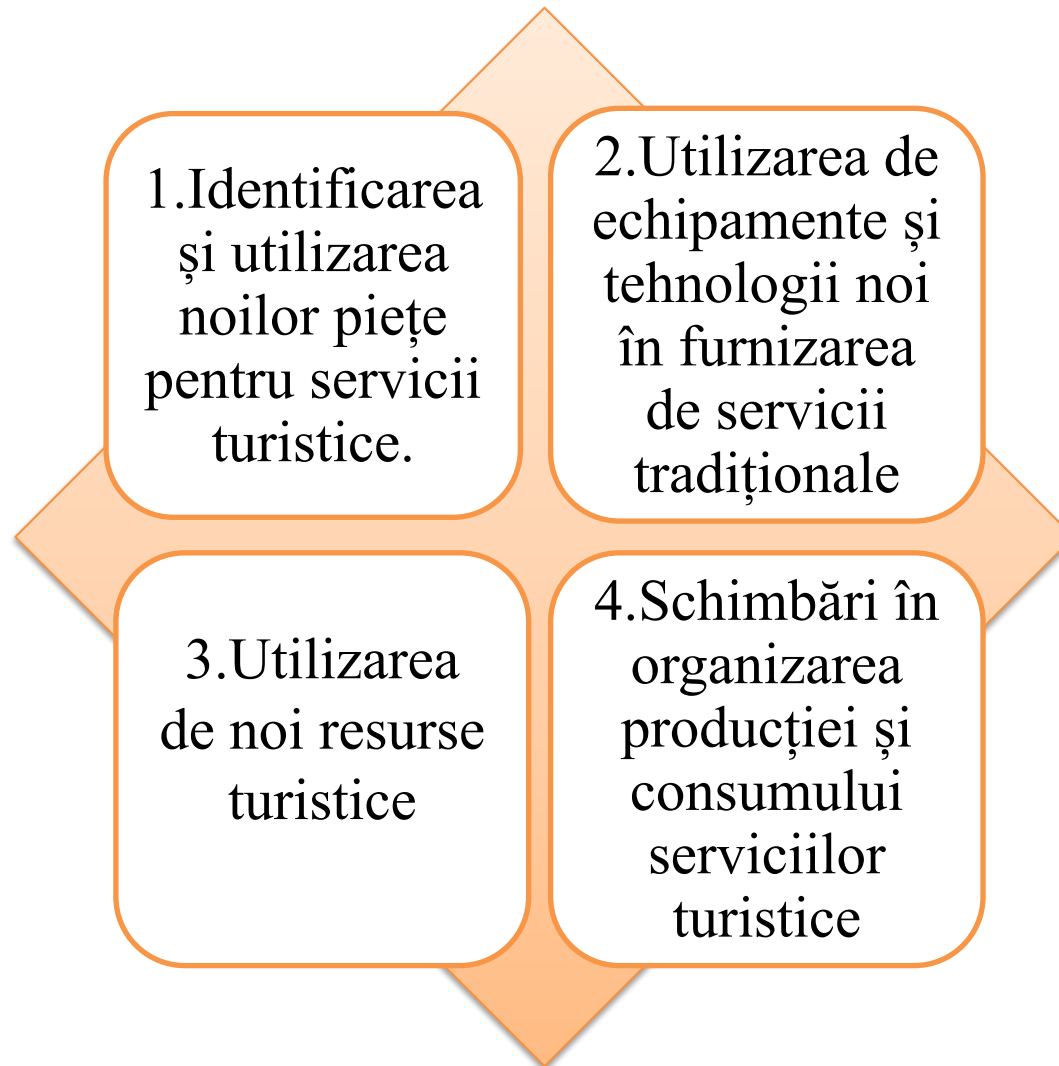 1.Identificarea
și utilizarea
noilor piețe
pentru servicii
turistice.
2.Utilizarea de
echipamente și
tehnologii noi
în furnizarea
de servicii
tradiționale
3.Utilizarea
de noi resurse
turistice
4.Schimbări în
organizarea
producției și
consumului
serviciilor
turistice